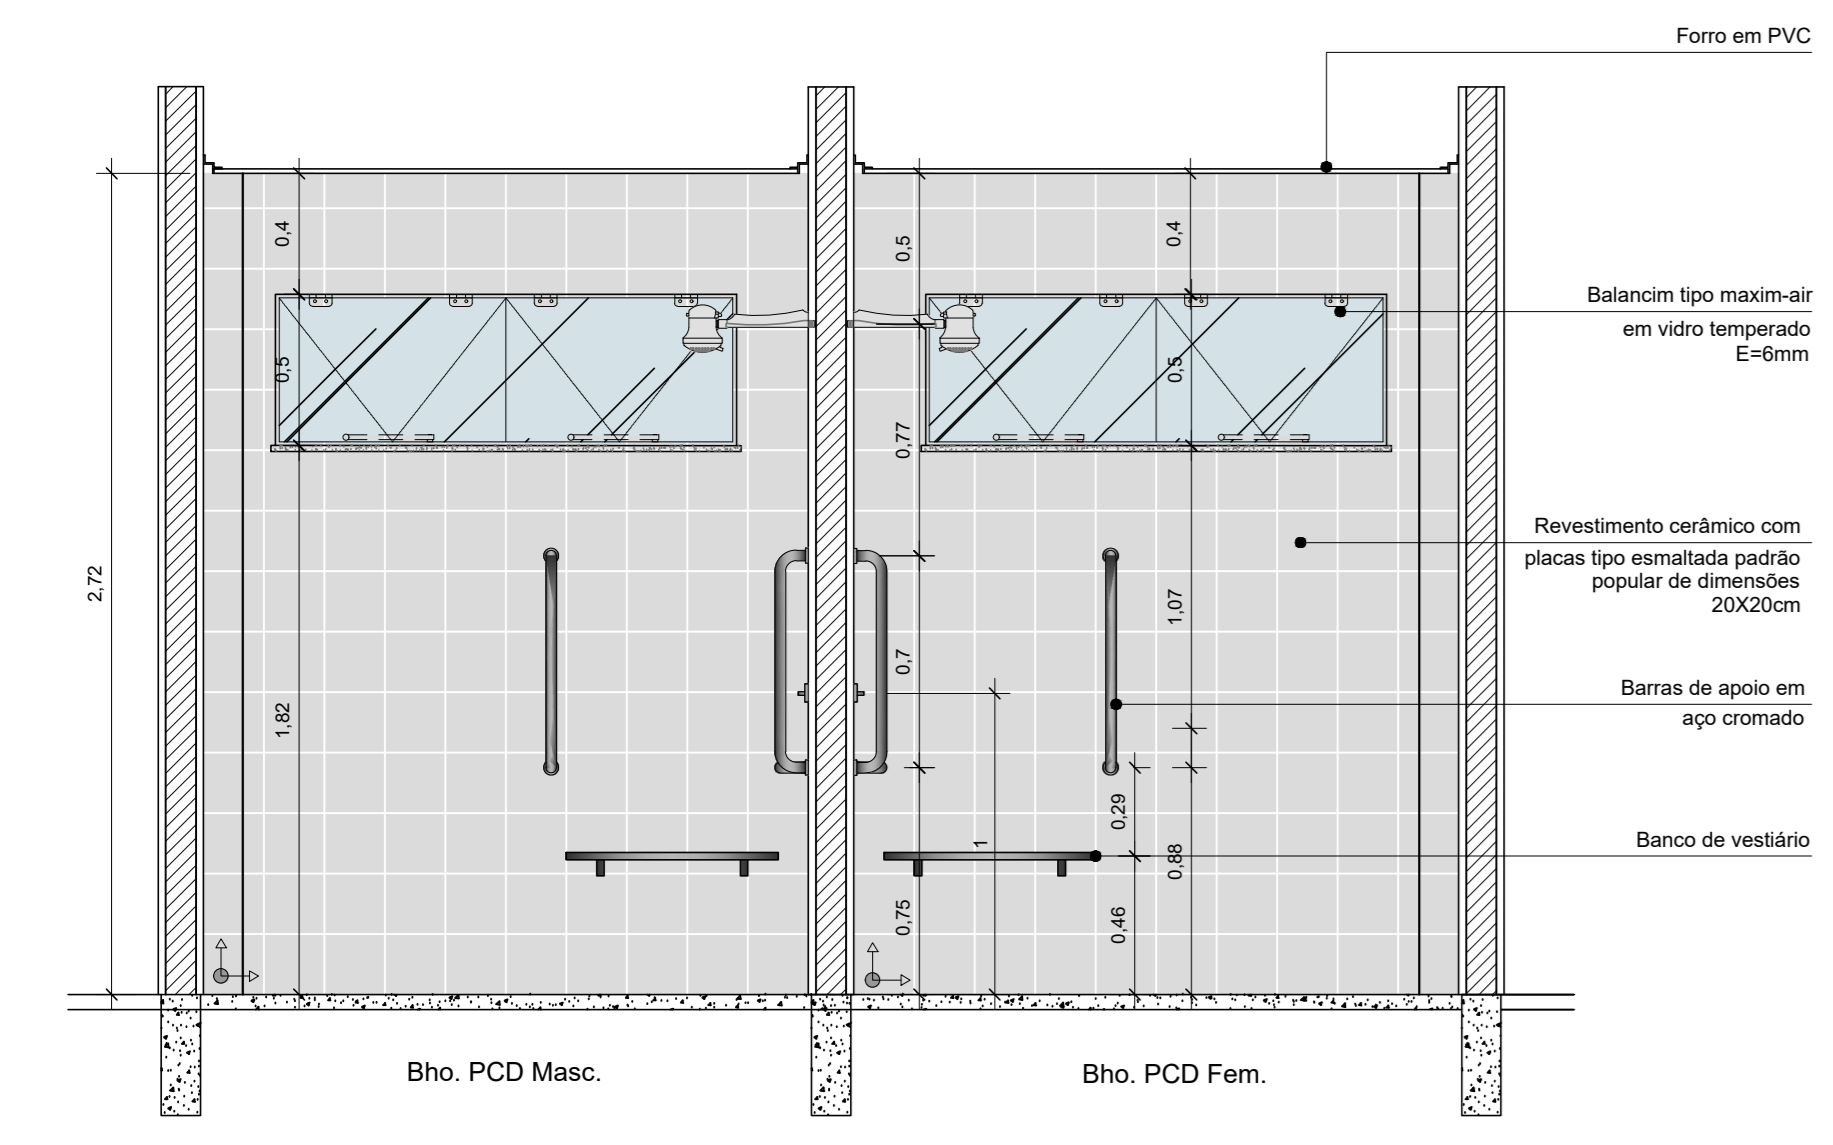 Forro em PVC
0,4
0,5
0,4
Balancim tipo maxim-air
em vidro temperado
E=6mm
0,5
0,5
0,77
Revestimento cerâmico com
placas tipo esmaltada padrão
popular de dimensões
20X20cm
2,72
1,07
0,7
Barras de apoio em
aço cromado
1,82
0,29
1
0,88
Banco de vestiário
0,75
0,46
Bho. PCD Masc.
Bho. PCD Fem.